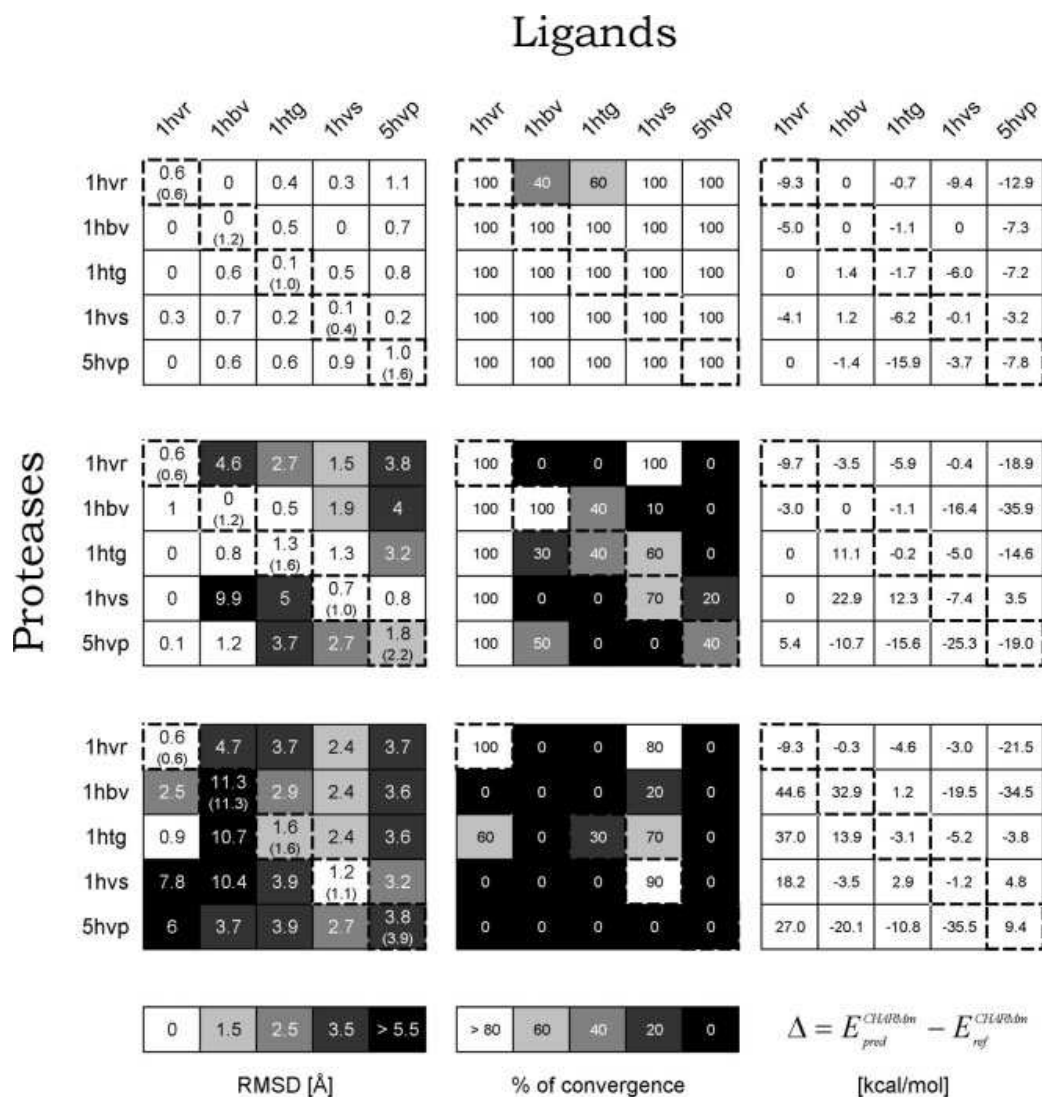 Ligands
1hvr 1hbv 1htg 1hvs 5hvp 1hvr 1hbv 1htg 1hvs 5hvp 1hvr 1hbv 1htg 1hvs 5hvp
Proteases
1hvr 0.6 (0.6) 0 0.4 0.3 1.1 100 40 60 100 100 -9.3 0 -0.7 -9.4 -12.9
1hbv 0 0 (1.2) 0.5 0 0.7 100 100 100 100 100 -5.0 0 -1.1 0 -7.3
1htg 0 0.6 0.1 (1.0) 0.5 0.8 100 100 100 100 100 0 1.4 -1.7 -6.0 -7.2
1hvs 0.3 0.7 0.2 0.1 (0.4) 0.2 100 100 100 100 100 -4.1 1.2 -6.2 -0.1 -3.2
5hvp 0 0.6 0.6 0.9 1.0 (1.6) 100 100 100 100 100 0 -1.4 -15.9 -3.7 -7.8
1hvr 0.6 (0.6) 4.6 2.7 1.5 3.8 100 0 0 100 0 -9.7 -3.5 -5.9 -0.4 -18.9
1hbv 1 0 (1.2) 0.5 1.9 4 100 100 40 10 0 -3.0 0 -1.1 -16.4 -35.9
1htg 0 0.8 1.3 (1.6) 1.3 3.2 100 30 40 60 0 0 11.1 -0.2 -5.0 -14.6
1hvs 0 9.9 5 0.7 (1.0) 0.8 100 0 0 70 20 0 22.9 12.3 -7.4 3.5
5hvp 0.1 1.2 3.7 2.7 1.8 (2.2) 100 50 0 0 40 5.4 -10.7 -15.6 -25.3 -19.0
1hvr 0.6 (0.6) 4.7 3.7 2.4 3.7 100 0 0 80 0 -9.3 -0.3 -4.6 -3.0 -21.5
1hbv 2.5 11.3 (11.3) 2.9 2.4 3.6 0 0 0 20 0 44.6 32.9 1.2 -19.5 -34.5
1htg 0.9 10.7 1.6 (1.6) 2.4 3.6 60 0 30 70 0 37.0 13.9 -3.1 -5.2 -3.8
1hvs 7.8 10.4 3.9 1.2 (1.1) 3.2 0 0 0 90 0 18.2 -3.5 2.9 -1.2 4.8
5hvp 6 3.7 3.9 2.7 3.8 (3.9) 0 0 0 0 0 27.0 -20.1 -10.8 -35.5 9.4
0 1.5 2.5 3.5 > 5.5 > 80 60 40 20 0 Δ = E pred CHARMm − E ref CHARMm
RMSD [Å] % of convergence [kcal/mol]